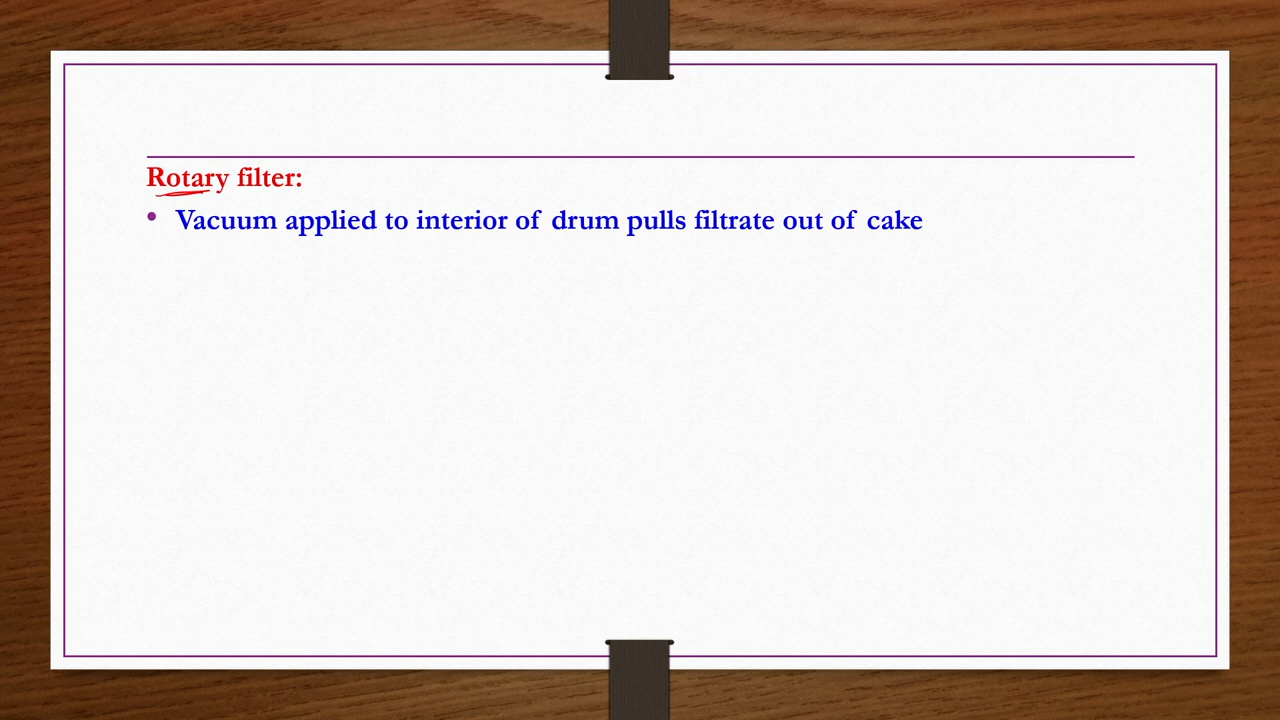 Rotary filter:
• Vacuum applied to interior of drum pulls filtrate out of cake